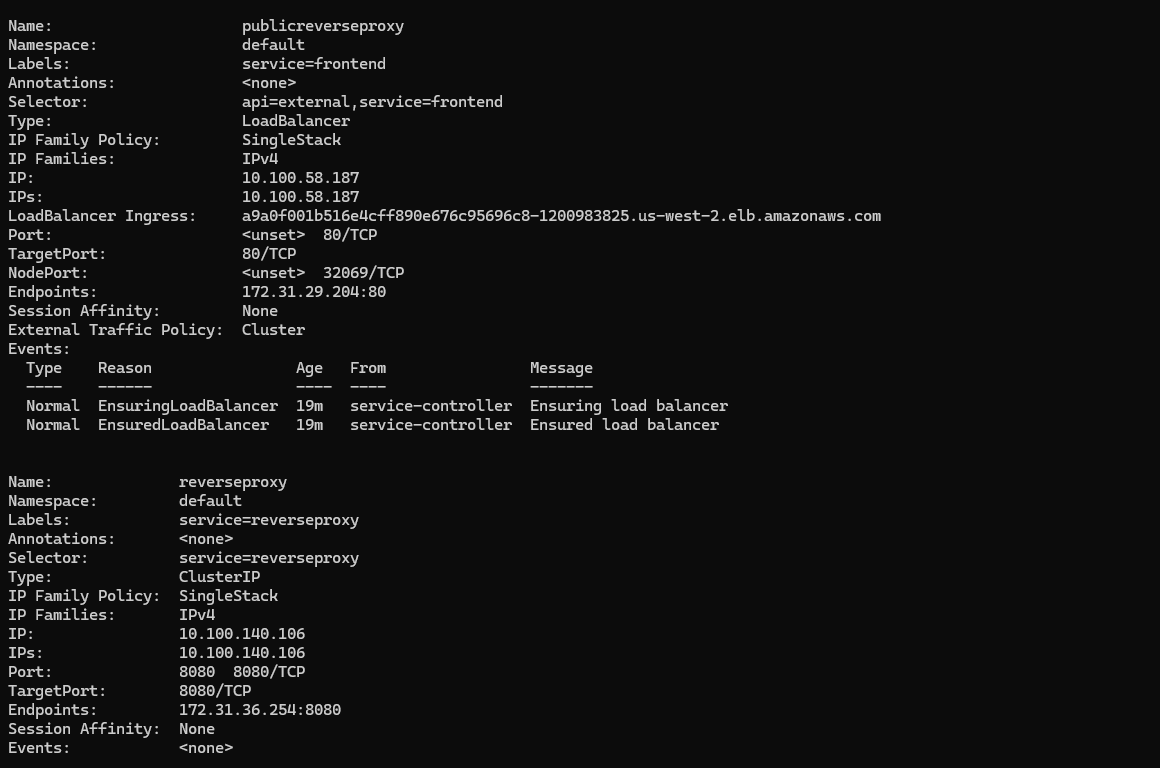 Name:                     publicreverseproxy
Namespace:                default
Labels:                   service=frontend
Annotations:              <none>
Selector:                 api=external,service=frontend
Type:                     LoadBalancer
IP Family Policy:         SingleStack
IP Families:              IPv4
IP:                       10.100.58.187
IPs:                      10.100.58.187
LoadBalancer Ingress:     a9a0f001b516e4cff890e676c95696c8-1200983825.us-west-2.elb.amazonaws.com
Port:                     <unset>  80/TCP
TargetPort:               80/TCP
NodePort:                 <unset>  32069/TCP
Endpoints:                172.31.29.204:80
Session Affinity:         None
External Traffic Policy:  Cluster
Events:
  Type    Reason                Age   From                Message
  ----    ------                ----  ----                -------
  Normal  EnsuringLoadBalancer  19m   service-controller  Ensuring load balancer
  Normal  EnsuredLoadBalancer   19m   service-controller  Ensured load balancer
Name:              reverseproxy
Namespace:         default
Labels:            service=reverseproxy
Annotations:       <none>
Selector:          service=reverseproxy
Type:              ClusterIP
IP Family Policy:  SingleStack
IP Families:       IPv4
IP:                10.100.140.106
IPs:               10.100.140.106
Port:              8080  8080/TCP
TargetPort:        8080/TCP
Endpoints:         172.31.36.254:8080
Session Affinity:  None
Events:            <none>